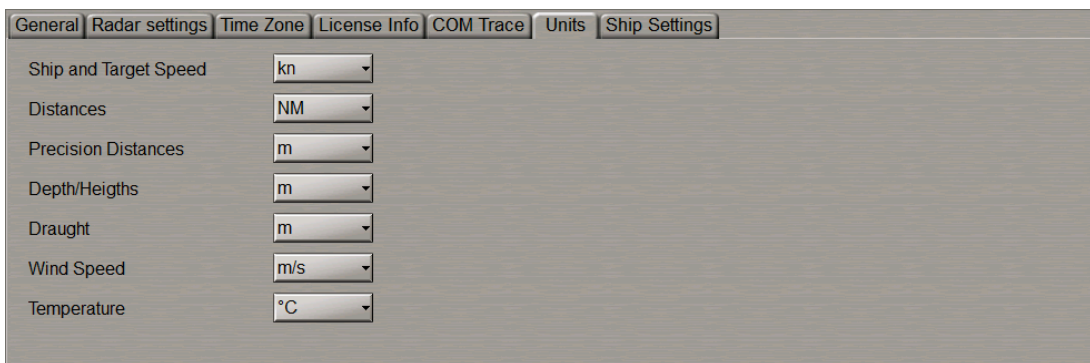 General Radar settings Time Zone License Info COM Trace Units Ship Settings
Ship and Target Speed kn
Distances NM
Precision Distances m
Depth/Heigths m
Draught m
Wind Speed m/s
Temperature °C